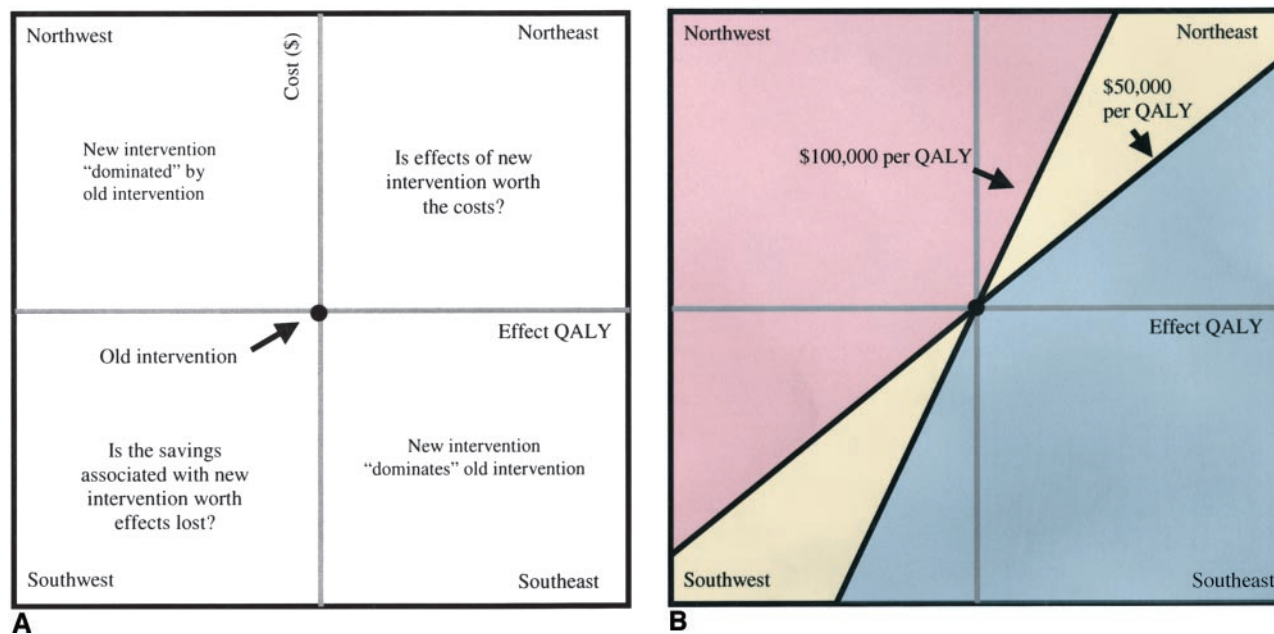 Northwest
Cost ($)
Northeast
New intervention
“dominated” by
old intervention
Is effects of new
intervention worth
the costs?
Effect QALY
Old intervention
Is the savings
associated with new
intervention worth
effects lost?
New intervention
“dominates” old intervention
Southwest
Southeast
A
Northwest
Northeast
$50,000
per QALY
$100,000 per QALY
Effect QALY
Southwest
Southeast
B